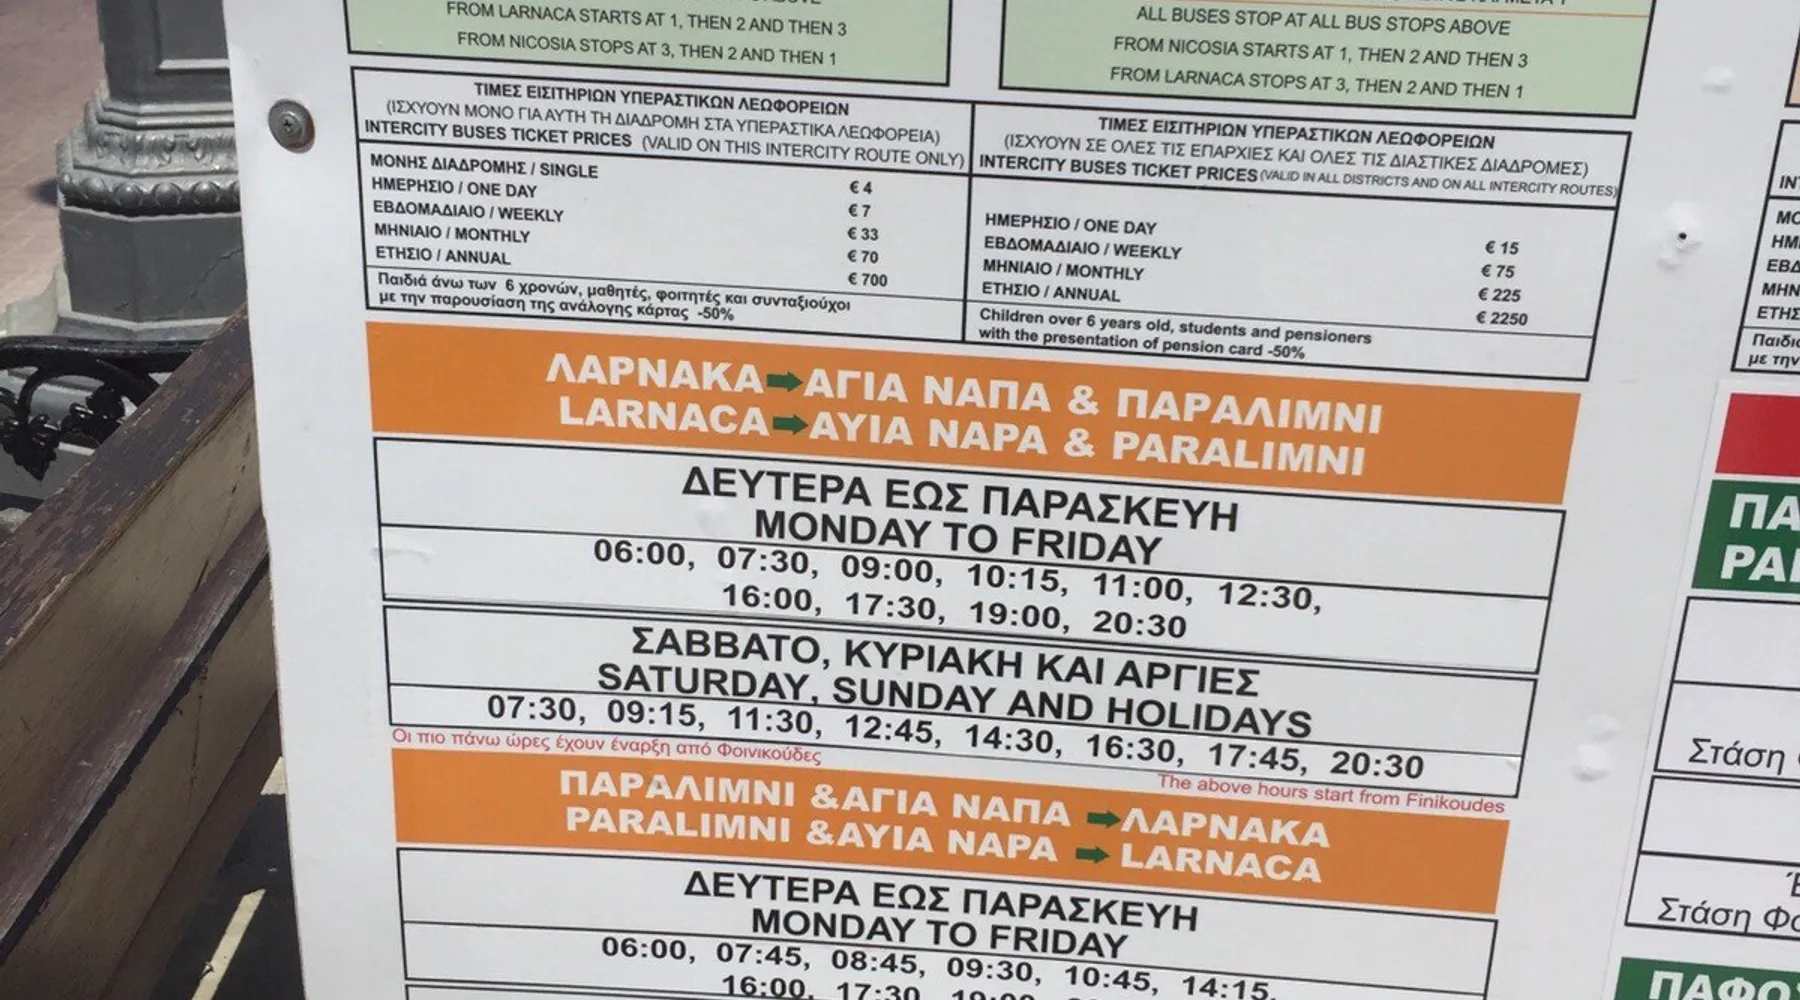 FROM LARNACA STARTS AT 1, THEN 2 AND THEN 3
FROM NICOSIA STOPS AT 3, THEN 2 AND THEN 1
ALL BUSES STOP AT ALL BUS STOPS ABOVE
FROM NICOSIA STARTS AT 1, THEN 2 AND THEN 3
FROM LARNACA STOPS AT 3, THEN 2 AND THEN 1
ΤΙΜΕΣ ΕΙΣΙΤΗΡΙΩΝ ΥΠΕΡΑΣΤΙΚΩΝ ΛΕΩΦΟΡΕΙΩΝ
(ΙΣΧΥΟΥΝ ΜΟΝΟ ΓΙΑ ΑΥΤΗ ΤΗ ΔΙΑΔΡΟΜΗ ΣΤΑ ΥΠΕΡΑΣΤΙΚΑ ΛΕΩΦΟΡΕΙΑ)
INTERCITY BUSES TICKET PRICES (VALID ON THIS INTERCITY ROUTE ONLY)
ΜΟΝΗΣ ΔΙΑΔΡΟΜΗΣ / SINGLE € 4
ΗΜΕΡΗΣΙΟ / ONE DAY € 7
ΕΒΔΟΜΑΔΙΑΙΟ / WEEKLY € 33
ΜΗΝΙΑΙΟ / MONTHLY € 70
ΕΤΗΣΙΟ / ANNUAL € 700
Παιδιά άνω των 6 χρονών, μαθητές, φοιτητές και συνταξιούχοι
με την παρουσίαση της ανάλογης κάρτας -50%
ΤΙΜΕΣ ΕΙΣΙΤΗΡΙΩΝ ΥΠΕΡΑΣΤΙΚΩΝ ΛΕΩΦΟΡΕΙΩΝ
(ΙΣΧΥΟΥΝ ΣΕ ΟΛΕΣ ΤΙΣ ΕΠΑΡΧΙΕΣ ΚΑΙ ΟΛΕΣ ΤΙΣ ΔΙΑΣΤΙΚΕΣ ΔΙΑΔΡΟΜΕΣ)
INTERCITY BUSES TICKET PRICES (VALID IN ALL DISTRICTS AND ON ALL INTERCITY ROUTES)
ΗΜΕΡΗΣΙΟ / ONE DAY € 15
ΕΒΔΟΜΑΔΙΑΙΟ / WEEKLY € 75
ΜΗΝΙΑΙΟ / MONTHLY € 225
ΕΤΗΣΙΟ / ANNUAL € 2250
Children over 6 years old, students and pensioners
with the presentation of pension card -50%
ΛΑΡΝΑΚΑ ➡ ΑΓΙΑ ΝΑΠΑ & ΠΑΡΑΛΙΜΝΙ
LARNACA ➡ AYIA NAPA & PARALIMNI
ΔΕΥΤΕΡΑ ΕΩΣ ΠΑΡΑΣΚΕΥΗ
MONDAY TO FRIDAY
06:00, 07:30, 09:00, 10:15, 11:00, 12:30,
16:00, 17:30, 19:00, 20:30
ΣΑΒΒΑΤΟ, ΚΥΡΙΑΚΗ ΚΑΙ ΑΡΓΙΕΣ
SATURDAY, SUNDAY AND HOLIDAYS
07:30, 09:15, 11:30, 12:45, 14:30, 16:30, 17:45, 20:30
Οι πιο πάνω ώρες έχουν έναρξη από Φοινικούδες
The above hours start from Finikoudes
ΠΑΡΑΛΙΜΝΙ &ΑΓΙΑ ΝΑΠΑ ➡ ΛΑΡΝΑΚΑ
PARALIMNI &AYIA NAPA ➡ LARNACA
ΔΕΥΤΕΡΑ ΕΩΣ ΠΑΡΑΣΚΕΥΗ
MONDAY TO FRIDAY
06:00, 07:45, 08:45, 09:30, 10:45, 14:15,
16:00, 17:30, 19:00
Παιδιά
με την
Στάση
Στάση